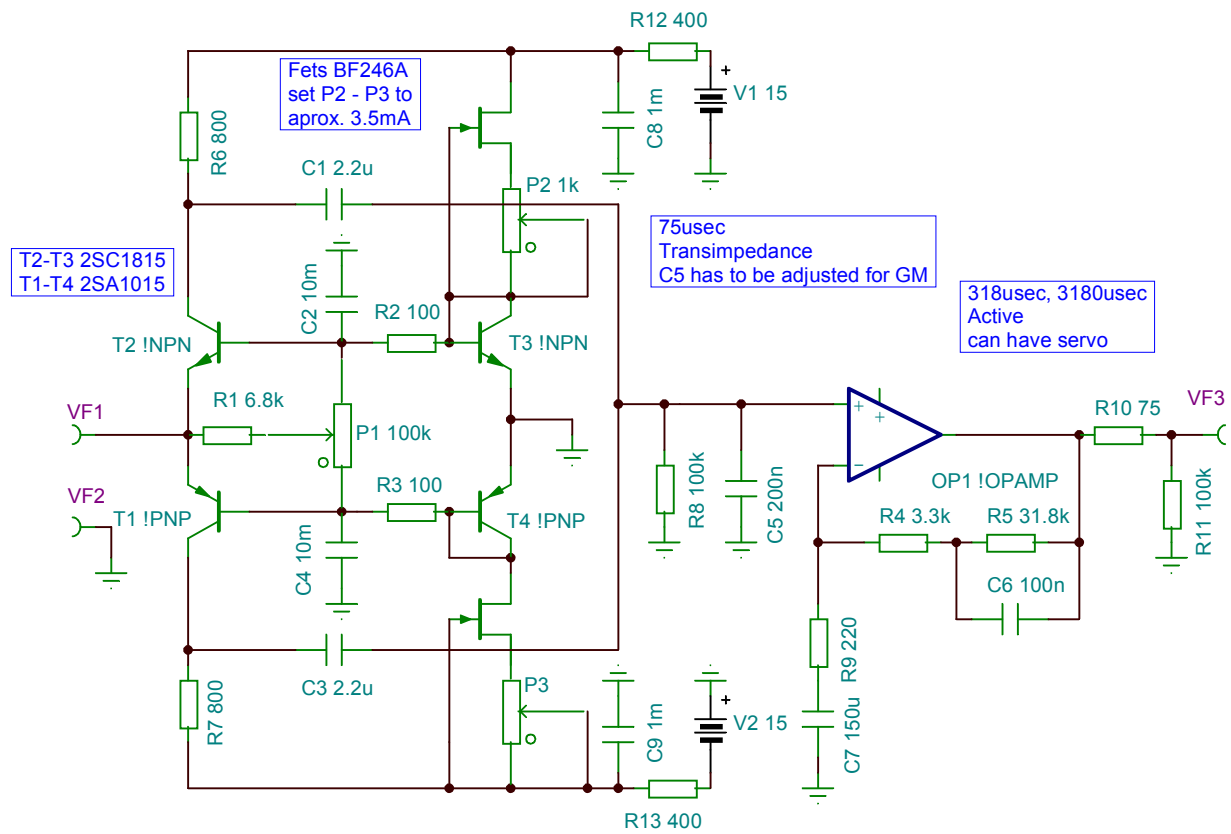 R12 400
Fets BF246A
set P2 - P3 to
aprox. 3.5mA
V1 15
C8 1m
R6 800
C1 2.2u
P2 1k
75usec
Transimpedance
C5 has to be adjusted for GM
T2-T3 2SC1815
T1-T4 2SA1015
C2 10m
318usec, 3180usec
Active
can have servo
R2 100
T2 !NPN
T3 !NPN
VF1
R1 6.8k
P1 100k
VF3
R10 75
+
+
−
OP1 !OPAMP
VF2
R3 100
T1 !PNP
T4 !PNP
R8 100k
C5 200n
R4 3.3k
R5 31.8k
R11 100k
C4 10m
C6 100n
R9 220
C3 2.2u
P3
R7 800
C9 1m
+
V2 15
C7 150u
R13 400
+